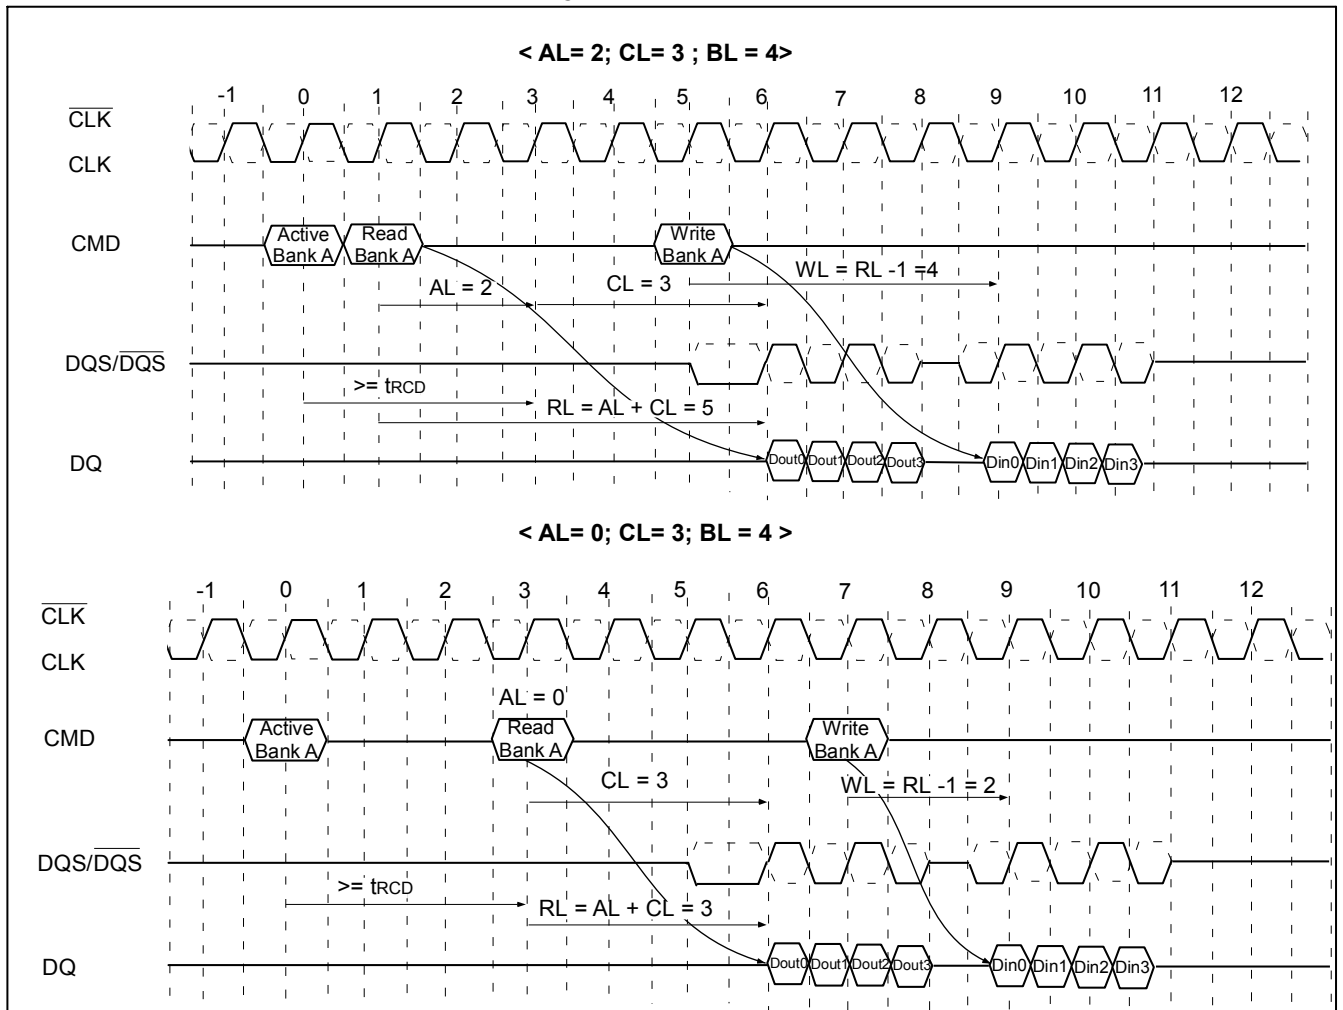 < AL= 2; CL= 3 ; BL = 4>
-1 0 1 2 3 4 5 6 7 8 9 10 11 12
CLK
CLK
CMD
Active Bank A
Read Bank A
Write Bank A
WL = RL -1 =4
AL = 2
CL = 3
DQS/DQS
>= tRCD
RL = AL + CL = 5
DQ
Dout0 Dout1 Dout2 Dout3 Din0 Din1 Din2 Din3
< AL= 0; CL= 3; BL = 4 >
-1 0 1 2 3 4 5 6 7 8 9 10 11 12
CLK
CLK
AL = 0
CMD
Active Bank A
Read Bank A
Write Bank A
CL = 3
WL = RL -1 = 2
DQS/DQS
>= tRCD
RL = AL + CL = 3
DQ
Dout0 Dout1 Dout2 Dout3 Din0 Din1 Din2 Din3